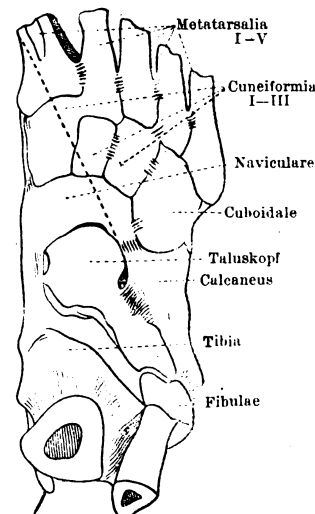 Metatarsalia
I-V
Cuneiformia
I—III
Naviculare
Cuboidale
Taluskopf
Calcaneus
Tibia
Fibulae